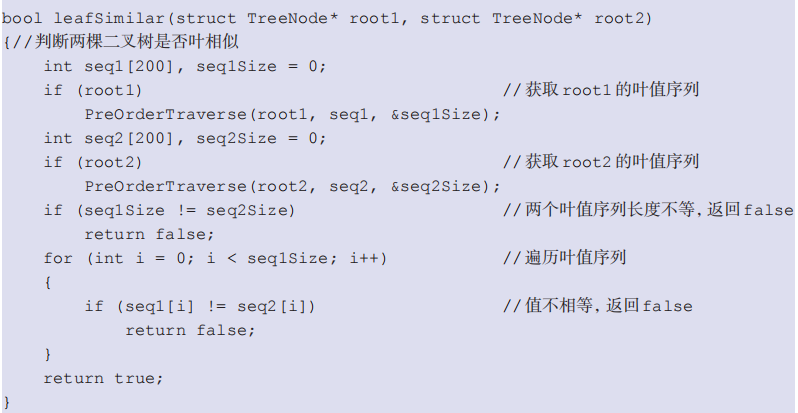 bool leafSimilar(struct TreeNode* root1, struct TreeNode* root2)
{//判断两棵二叉树是否叶相似
    int seq1[200], seq1Size = 0;
    if (root1)                                   //获取root1的叶值序列
        PreOrderTraverse(root1, seq1, &seq1Size);
    int seq2[200], seq2Size = 0;
    if (root2)                                   //获取root2的叶值序列
        PreOrderTraverse(root2, seq2, &seq2Size);
    if (seq1Size != seq2Size)                    //两个叶值序列长度不等,返回false
        return false;
    for (int i = 0; i < seq1Size; i++)           //遍历叶值序列
    {
        if (seq1[i] != seq2[i])                  //值不相等,返回false
            return false;
    }
    return true;
}